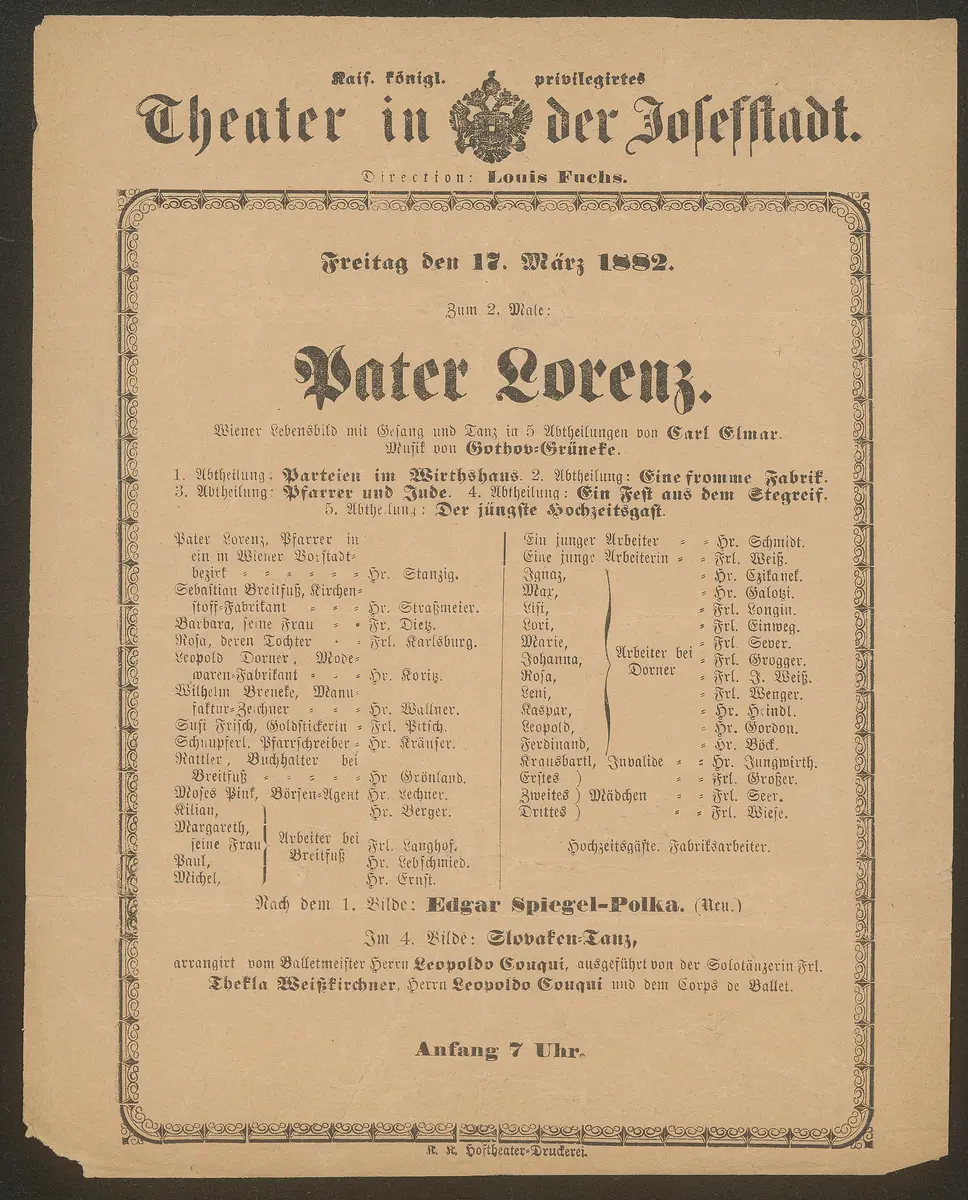 Kais. königl. privilegirtes
Theater in der Josefstadt.
Direction: Louis Fuchs.
Freitag den 17. März 1882.
Zum 2. Male:
Pater Lorenz.
Wiener Lebensbild mit Gesang und Tanz in 5 Abtheilungen von Carl Elmar.
Musik von Gothov-Grüneke.
1. Abtheilung: Parteien im Wirthshaus. 2. Abtheilung: Eine fromme Fabrik.
3. Abtheilung: Pfarrer und Jude. 4. Abtheilung: Ein Fest aus dem Stegreif.
5. Abtheilung: Der jüngste Hochzeitsgast.
Pater Lorenz, Pfarrer in
ein m Wiener Vorstadt-
bezirk - - - - - Hr. Stanzig.
Sebastian Breitfuß, Kirchen-
stoff-Fabrikant - - - Hr. Straßmeier.
Barbara, seine Frau - - Fr. Dietz.
Rosa, deren Tochter - - Frl. Karlsburg.
Leopold Dorner, Mode-
waren-Fabrikant - - - Hr. Koritz.
Wilhelm Breneke, Manu-
faktur-Zeichner - - - Hr. Wallner.
Susi Frisch, Goldstickerin - Frl. Pitsch.
Schnupferl, Pfarrschreiber - Hr. Kräuser.
Rattler, Buchhalter bei
Breitfuß - - - - - Hr Grönland.
Moses Pink, Börsen-Agent Hr. Lechner.
Kilian, Hr. Berger.
Margareth,
seine Frau Arbeiter bei Frl. Langhof.
Paul, Breitfuß Hr. Lebschmied.
Michel, Hr. Ernst.
Ein junger Arbeiter - - Hr. Schmidt.
Eine junge Arbeiterin - - Frl. Weiß.
Ignaz, - Hr. Czikanek.
Max, - Hr. Galotzi.
Lisi, - Frl. Longin.
Lori, - Frl. Einweg.
Marie, - Frl. Sever.
Johanna, Arbeiter bei - Frl. Grogger.
Rosa, Dorner - Frl. J. Weiß.
Leni, - Frl. Wenger.
Kaspar, - Hr. Heindl.
Leopold, - Hr. Gordon.
Ferdinand, - Hr. Böck.
Krausbartl, Invalide - - Hr. Jungwirth.
Erstes ) - - Frl. Großer.
Zweites ) Mädchen - - Frl. Seer.
Drittes ) - - Frl. Wiese.
Hochzeitsgäste. Fabriksarbeiter.
Nach dem 1. Bilde: Edgar Spiegel-Polka. (Neu.)
Im 4. Bilde: Slovaken-Tanz,
arrangirt vom Balletmeister Herrn Leopoldo Couqui, ausgeführt von der Solotänzerin Frl.
Thekla Weißkirchner, Herrn Leopoldo Couqui und dem Corps de Ballet.
Anfang 7 Uhr.
K. K. Hoftheater-Druckerei.